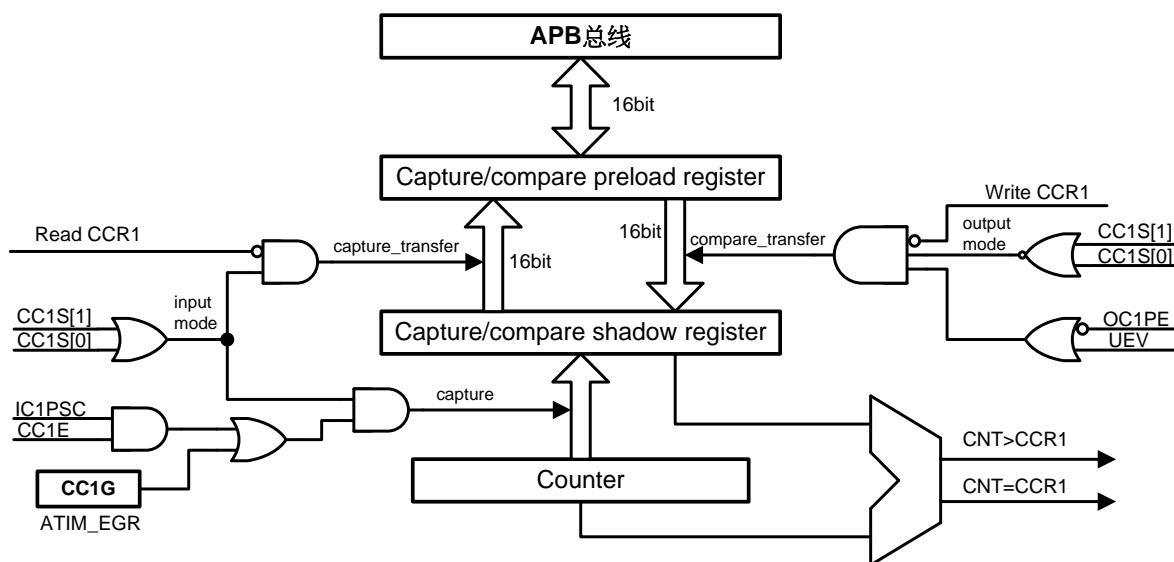 APB总线
16bit
Capture/compare preload register
Write CCR1
Read CCR1
capture_transfer
16bit
16bit
compare_transfer
output
mode
CC1S[1]
CC1S[0]
CC1S[1]
CC1S[0]
input
mode
Capture/compare shadow register
OC1PE
UEV
IC1PSC
CC1E
capture
CC1G
ATIM_EGR
Counter
CNT>CCR1
CNT=CCR1